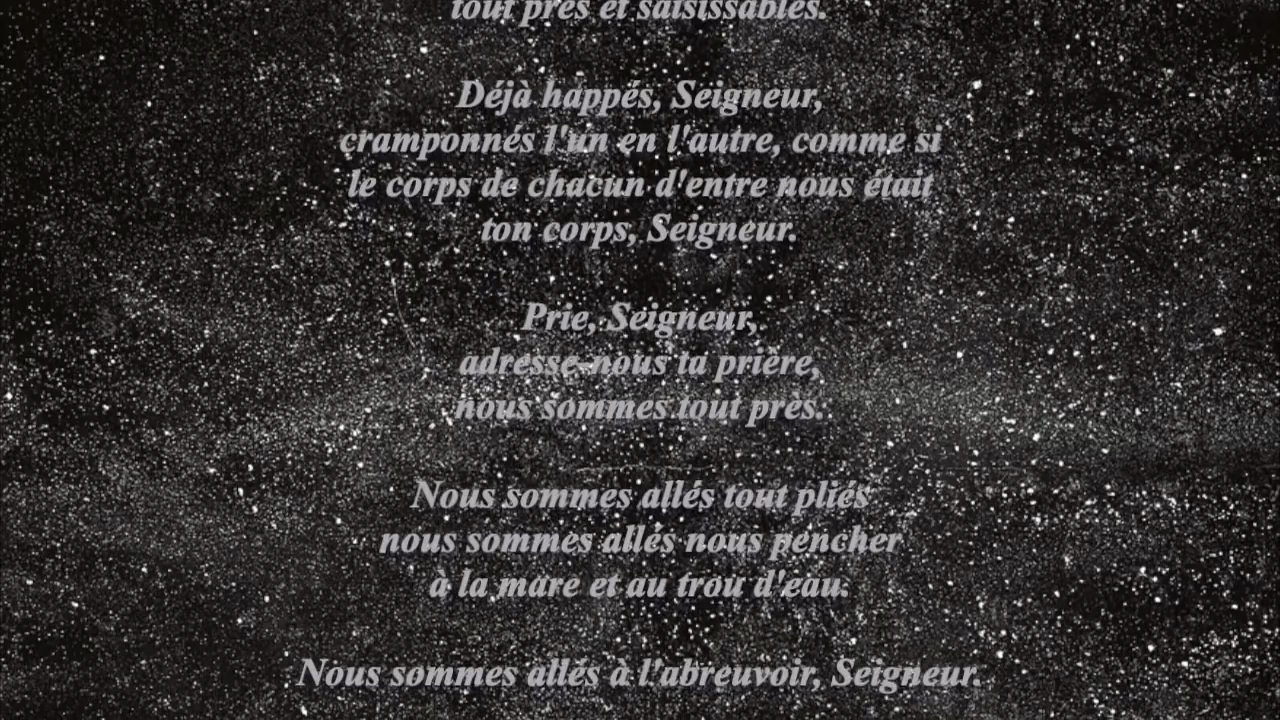 tout près et saisissables.
Déjà happés, Seigneur,
cramponnés l'un en l'autre, comme si
le corps de chacun d'entre nous était
ton corps, Seigneur.
Prie, Seigneur,
adresse-nous ta prière,
nous sommes tout près.
Nous sommes allés tout pliés
nous sommes allés nous pencher
à la mare et au trou d'eau.
Nous sommes allés à l'abreuvoir, Seigneur.